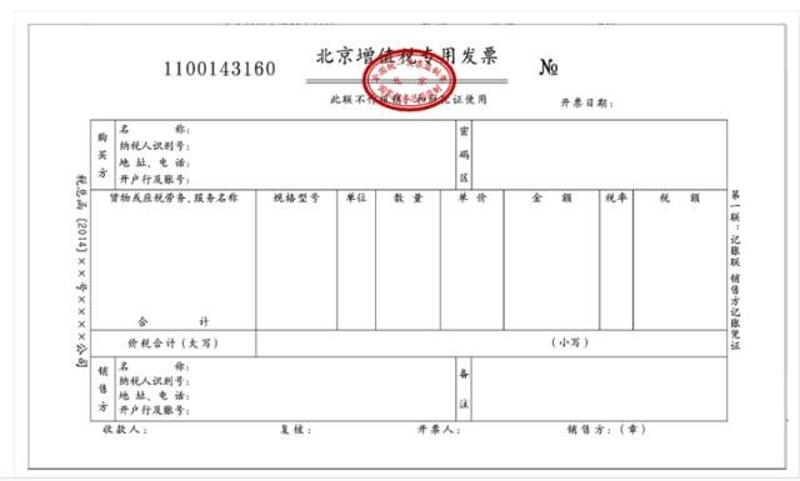 北京增值税专用发票
1100143160
№
此联不作报销、扣税凭证使用
开票日期：
购买方
名 称：
纳税人识别号：
地 址、电 话：
开户行及账号：
密码区
货物或应税劳务、服务名称 规格型号 单位 数 量 单 价 金 额 税率 税 额
合 计
价税合计（大写） （小写）
销售方
名 称：
纳税人识别号：
地 址、电 话：
开户行及账号：
备注
收款人： 复核： 开票人： 销售方：（章）
税总函〔2014〕××号××××公司
第一联：记账联 销售方记账凭证